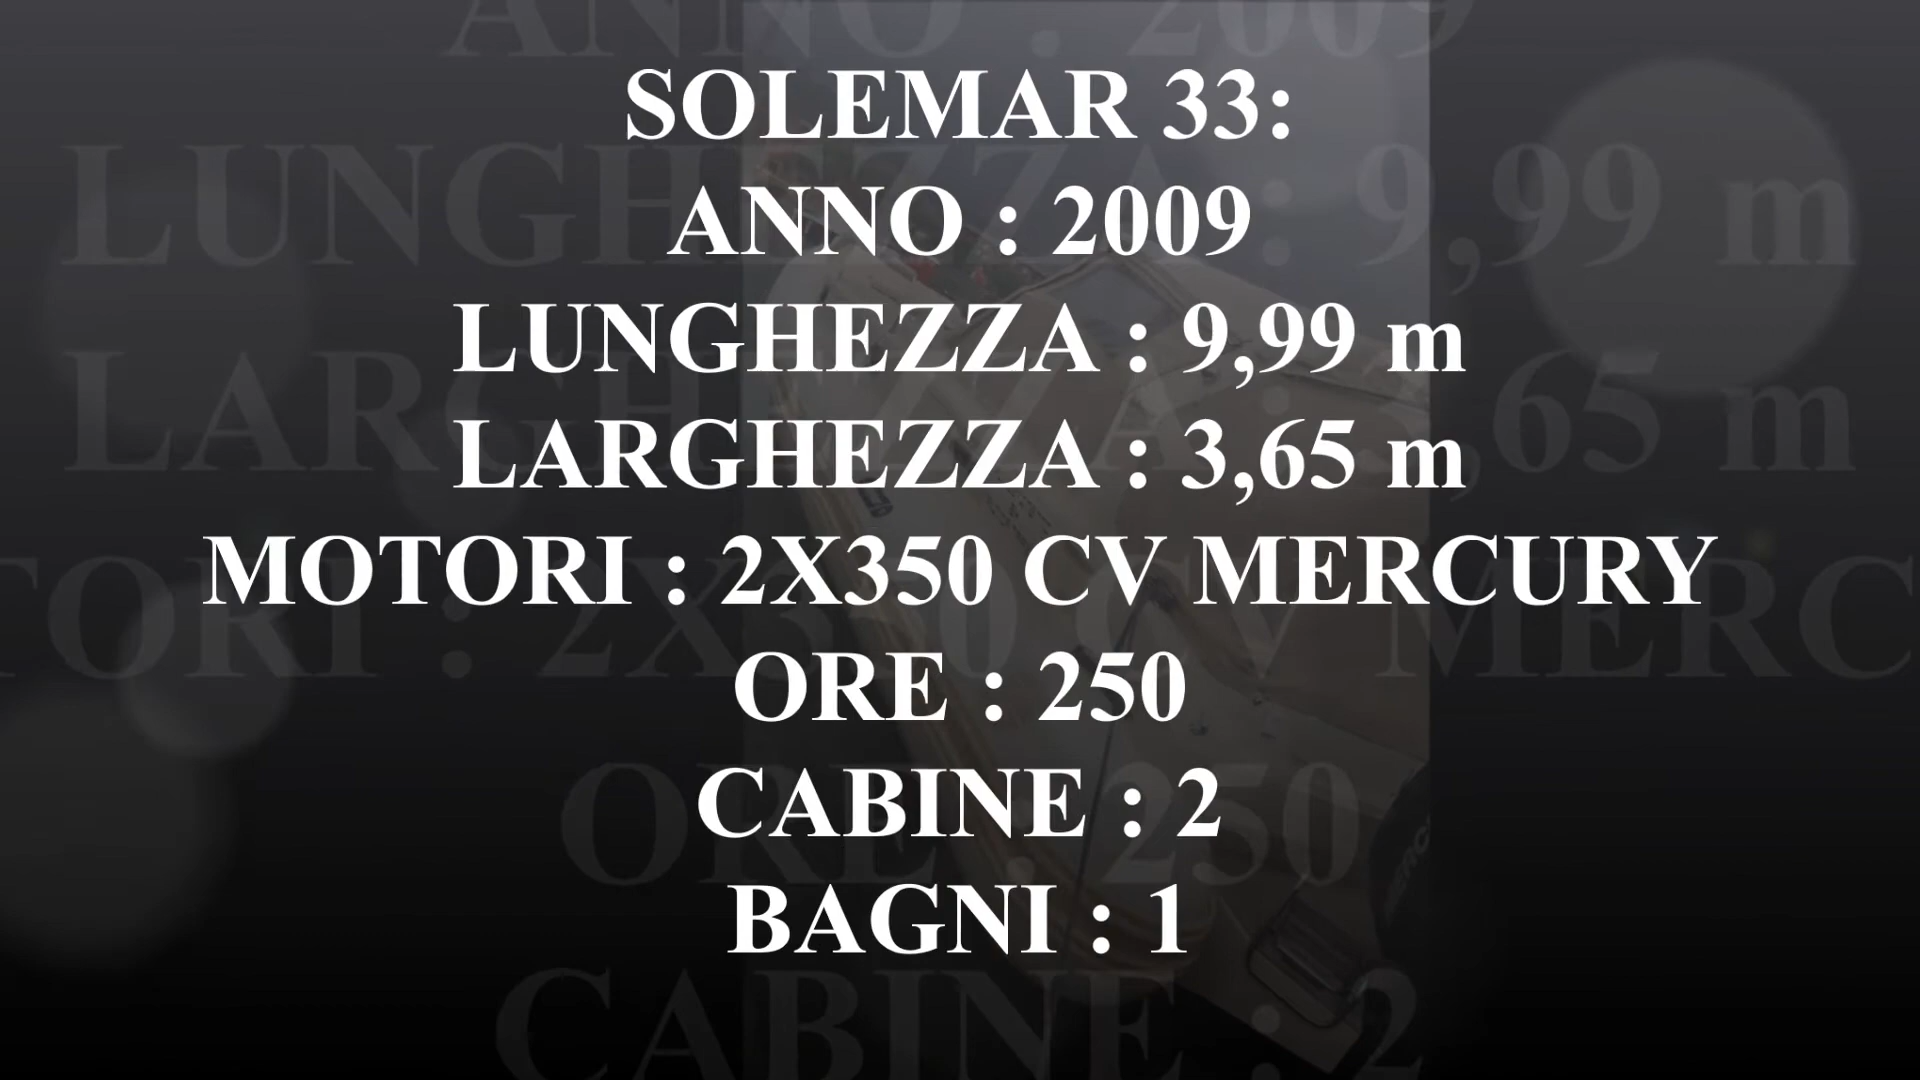 SOLEMAR 33:
ANNO : 2009
LUNGHEZZA : 9,99 m
LARGHEZZA : 3,65 m
MOTORI : 2X350 CV MERCURY
ORE : 250
CABINE : 2
BAGNI : 1